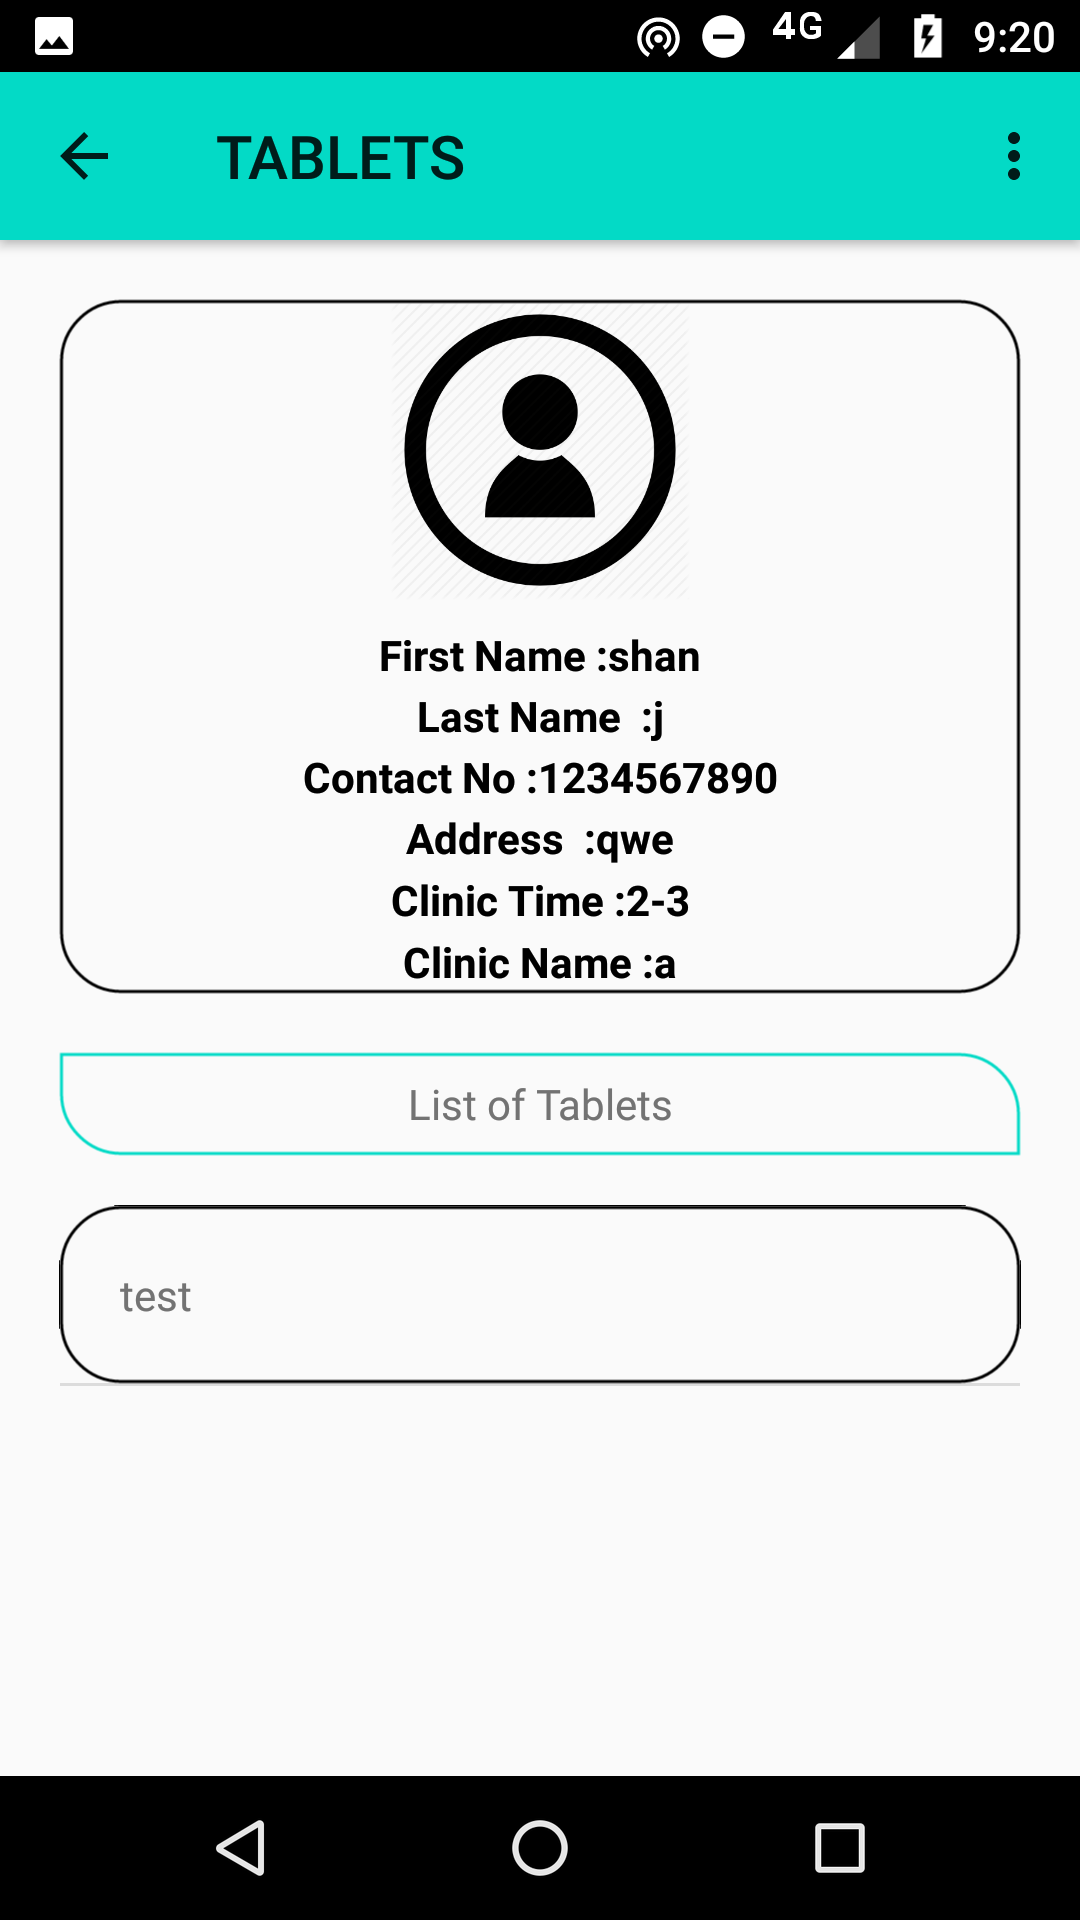 4G 9:20
TABLETS
First Name :shan
Last Name  :j
Contact No :1234567890
Address  :qwe
Clinic Time :2-3
Clinic Name :a
List of Tablets
test